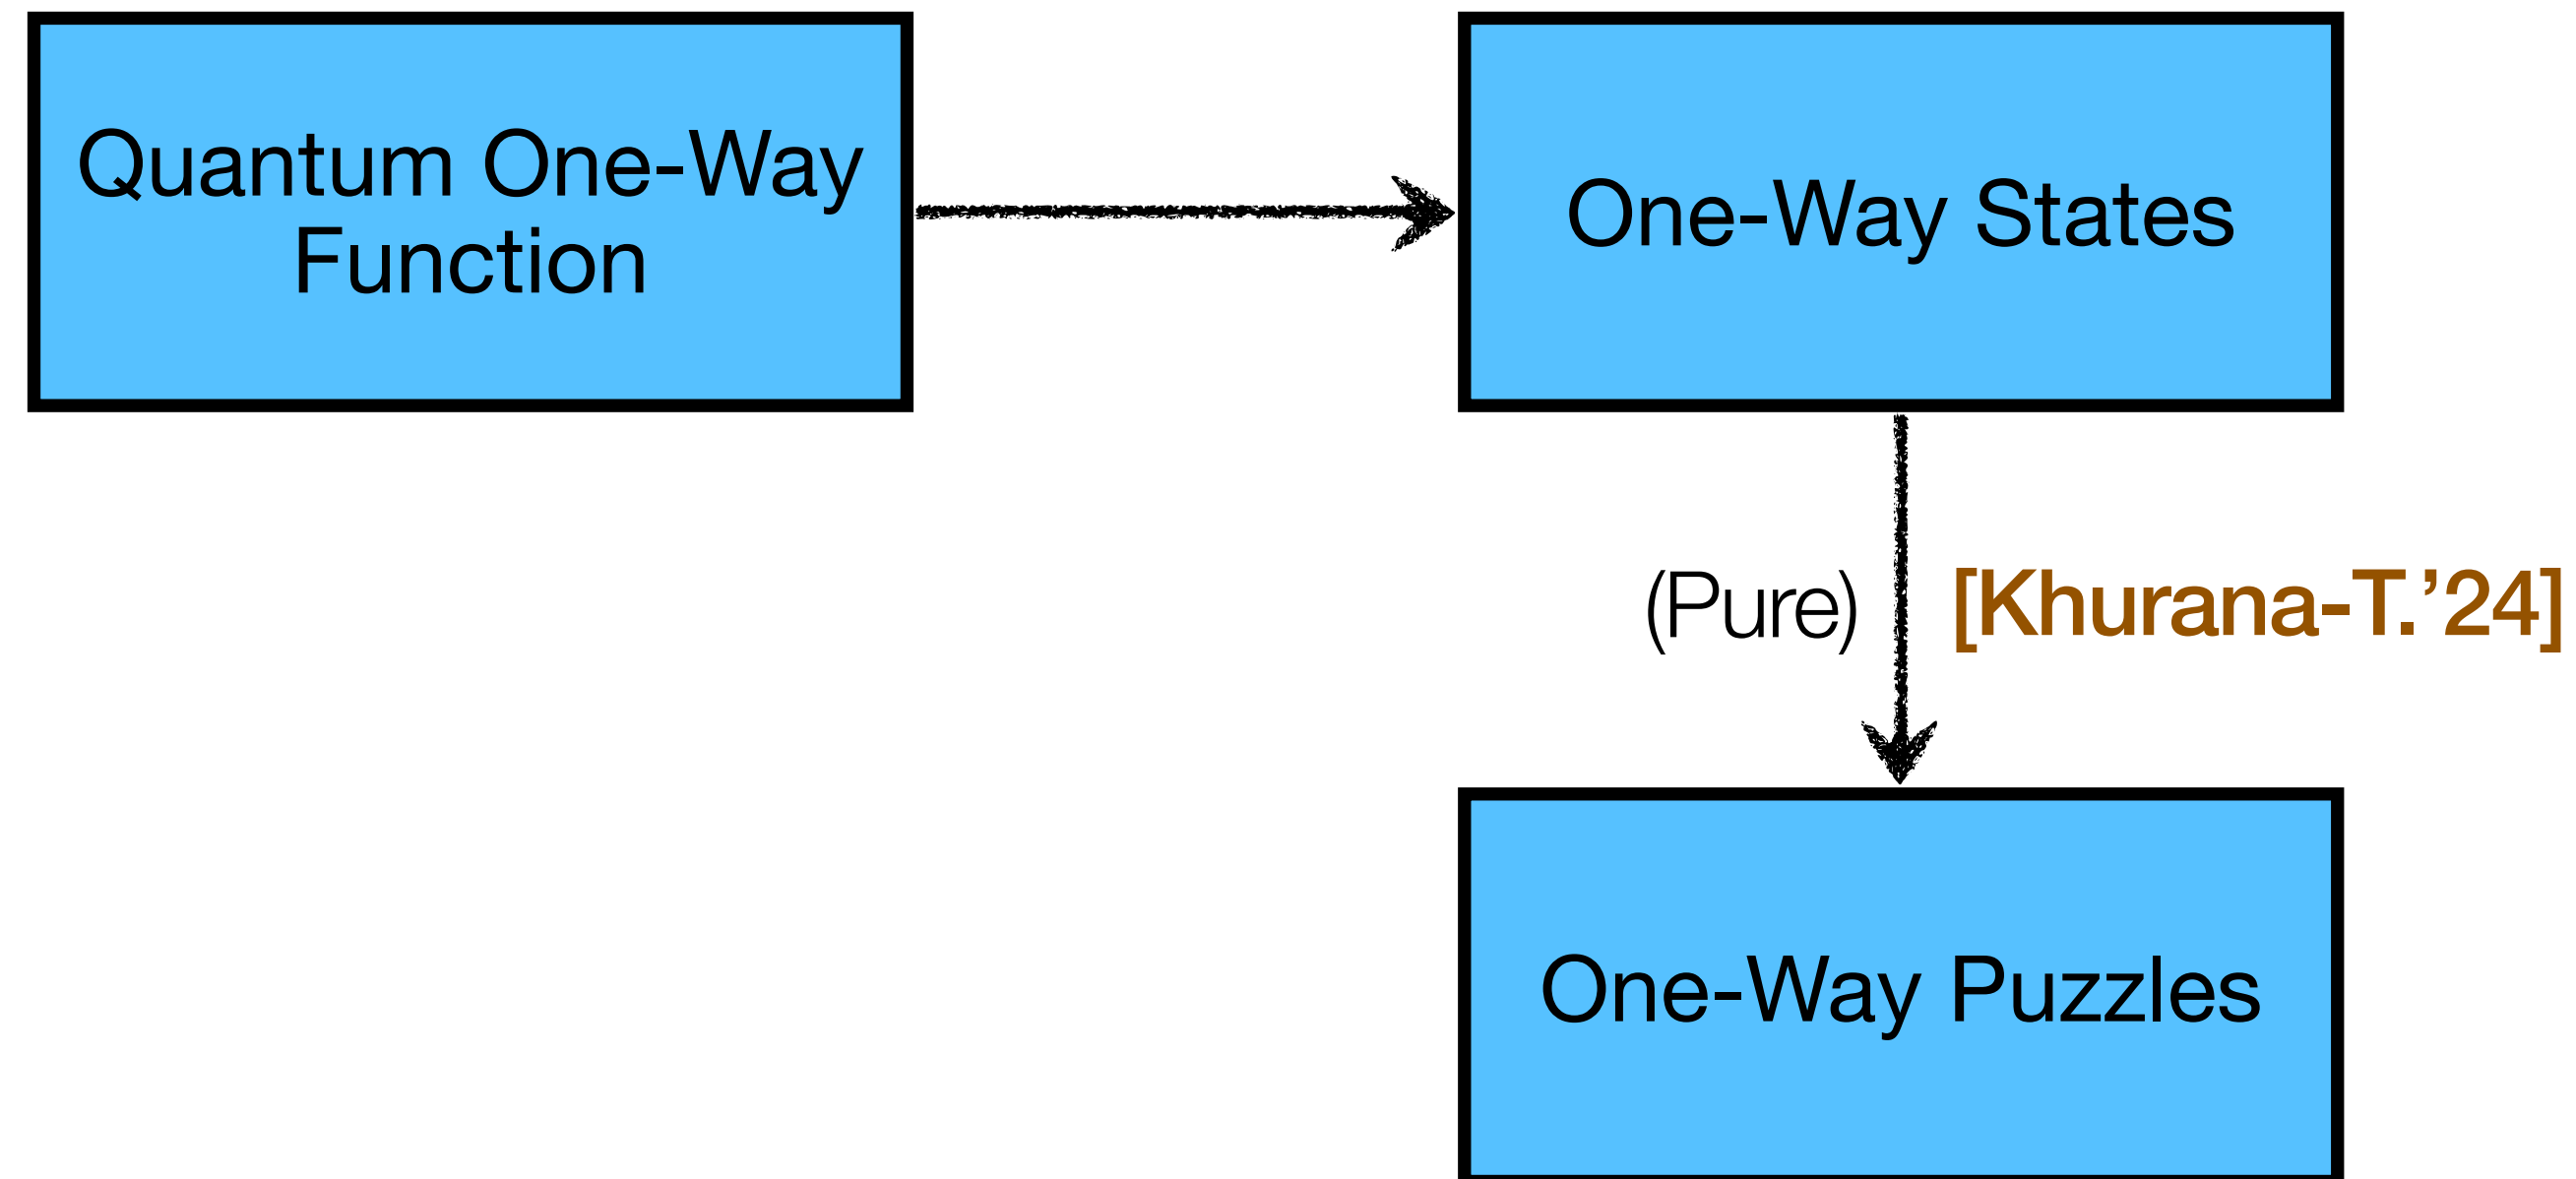 Quantum One-Way
Function
One-Way States
(Pure)
[Khurana-T.’24]
One-Way Puzzles